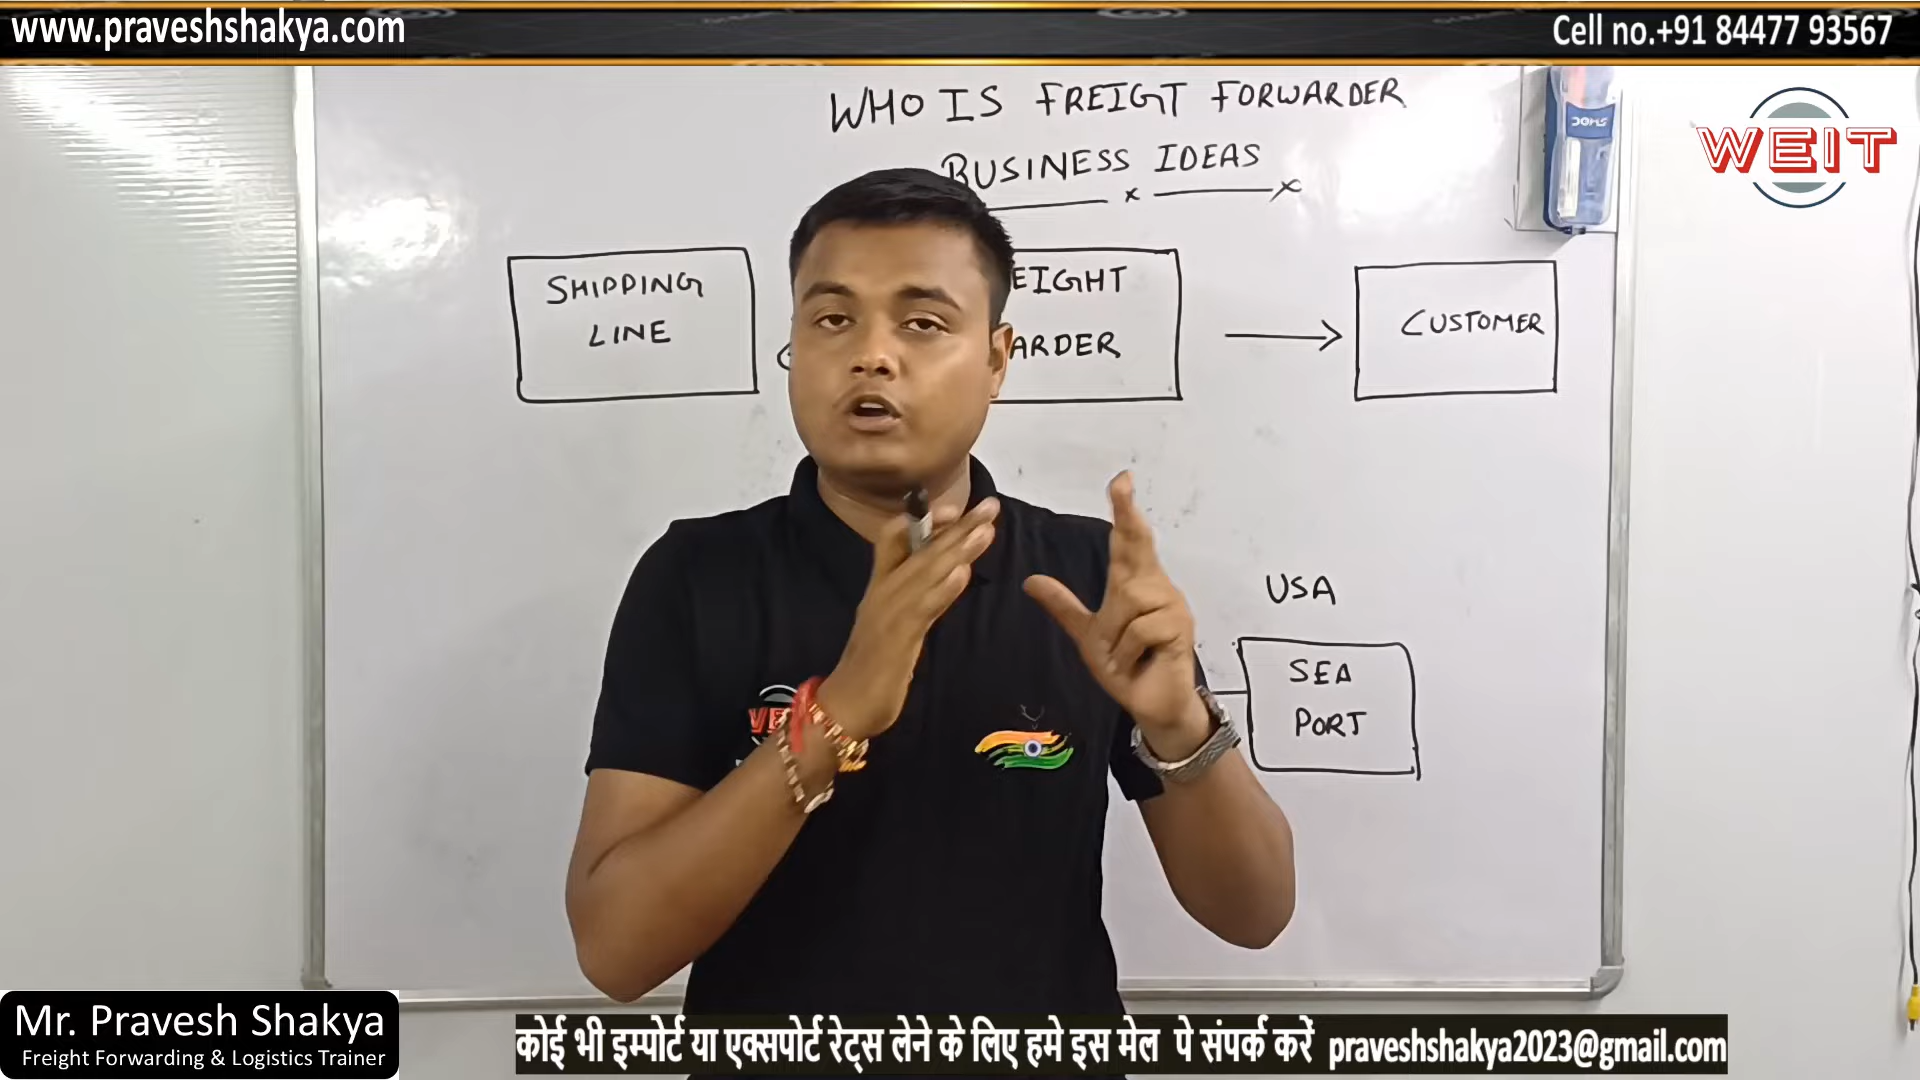 www.praveshshakya.com
Cell no.+91 84477 93567
WHO IS FREIGT FORWARDER
BUSINESS IDEAS
WEIT
SHIPPING
LINE
EIGHT
ARDER
CUSTOMER
USA
SEA
PORT
Mr. Pravesh Shakya
Freight Forwarding & Logistics Trainer
कोई भी इम्पोर्ट या एक्सपोर्ट रेट्स लेने के लिए हमे इस मेल पे संपर्क करें praveshshakya2023@gmail.com